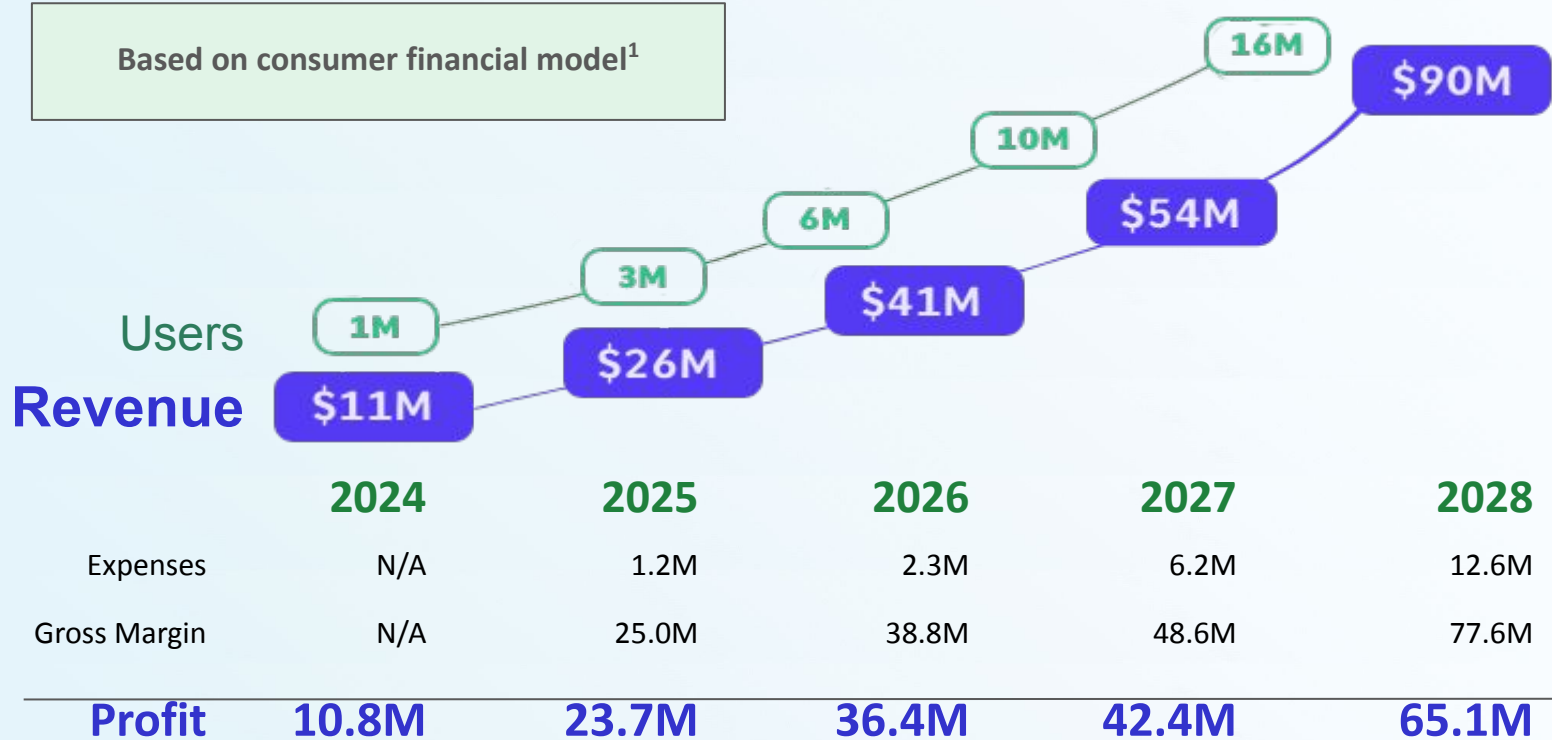 Based on consumer financial model¹
16M
$90M
10M
$54M
6M
$41M
3M
$26M
Users
1M
Revenue
$11M
2024 2025 2026 2027 2028
Expenses N/A 1.2M 2.3M 6.2M 12.6M
Gross Margin N/A 25.0M 38.8M 48.6M 77.6M
Profit 10.8M 23.7M 36.4M 42.4M 65.1M